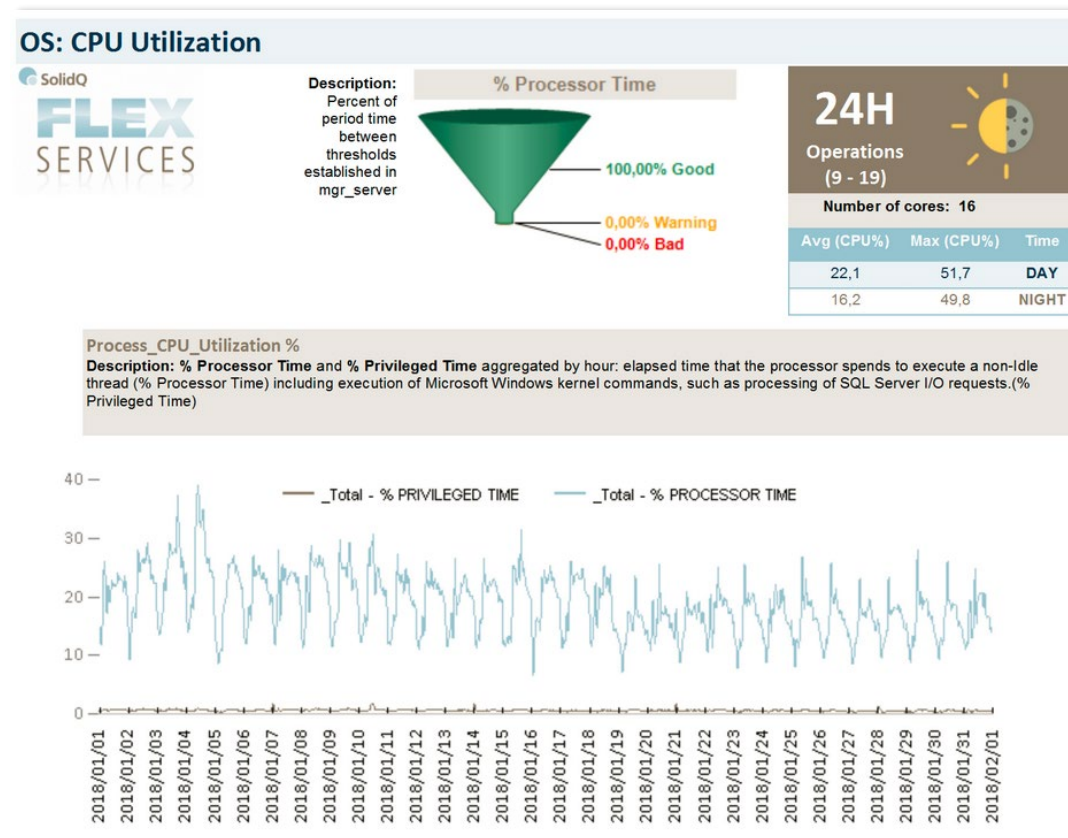 OS: CPU Utilization
SolidQ
FLEX
SERVICES
Description:
Percent of
period time
between
thresholds
established in
mgr_server
% Processor Time
100,00% Good
0,00% Warning
0,00% Bad
24H
Operations
(9 - 19)
Number of cores: 16
Avg (CPU%) Max (CPU%) Time
22,1 51,7 DAY
16,2 49,8 NIGHT
Process_CPU_Utilization %
Description: % Processor Time and % Privileged Time aggregated by hour: elapsed time that the processor spends to execute a non-Idle
thread (% Processor Time) including execution of Microsoft Windows kernel commands, such as processing of SQL Server I/O requests.(%
Privileged Time)
_Total - % PRIVILEGED TIME _Total - % PROCESSOR TIME
40
30
20
10
0
2018/01/01
2018/01/02
2018/01/03
2018/01/04
2018/01/05
2018/01/06
2018/01/07
2018/01/08
2018/01/09
2018/01/10
2018/01/11
2018/01/12
2018/01/13
2018/01/14
2018/01/15
2018/01/16
2018/01/17
2018/01/18
2018/01/19
2018/01/20
2018/01/21
2018/01/22
2018/01/23
2018/01/24
2018/01/25
2018/01/26
2018/01/27
2018/01/28
2018/01/29
2018/01/30
2018/01/31
2018/02/01